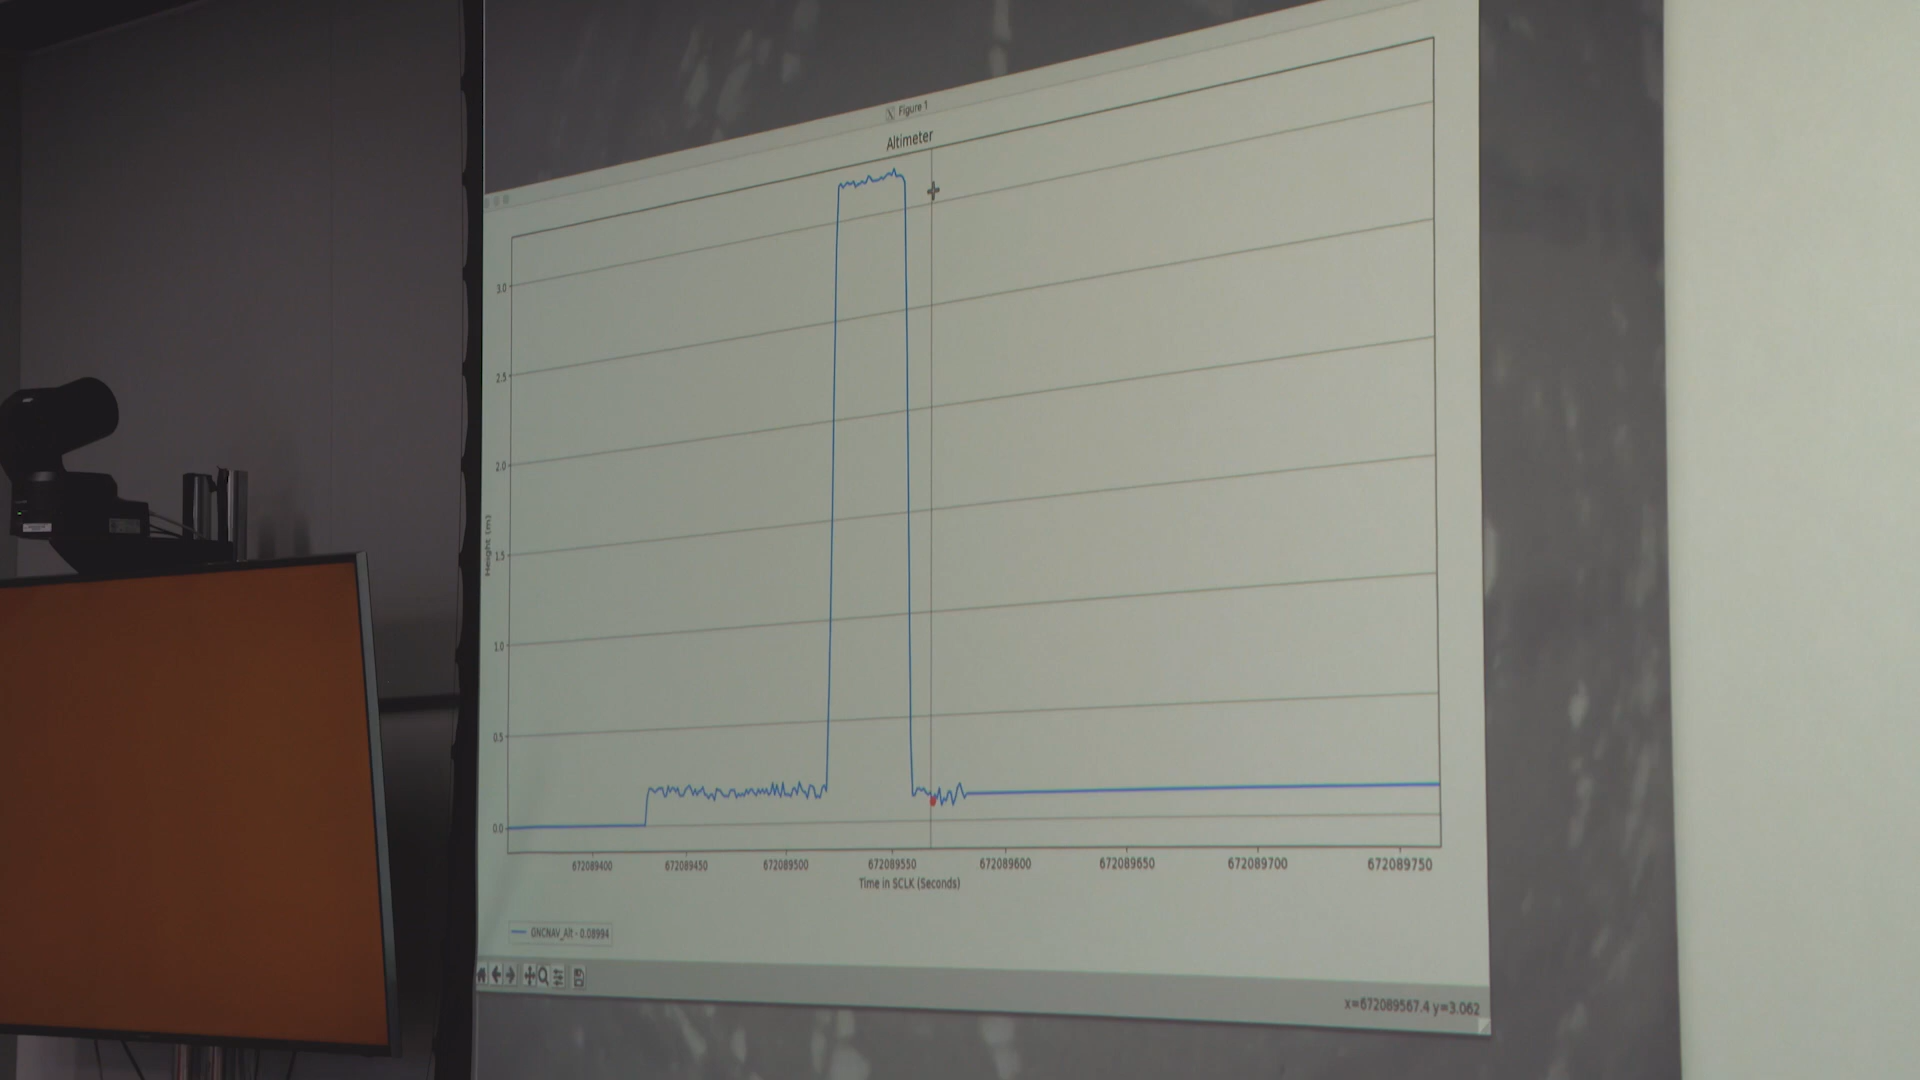 Figure 1
Altimeter
3.0
2.5
2.0
1.5
1.0
0.5
0.0
Height (m)
672089400 672089450 672089500 672089550 672089600 672089650 672089700 672089750
Time in SCLK (Seconds)
GNCNAV_Alt - 0.08994
x=672089567.4 y=3.062